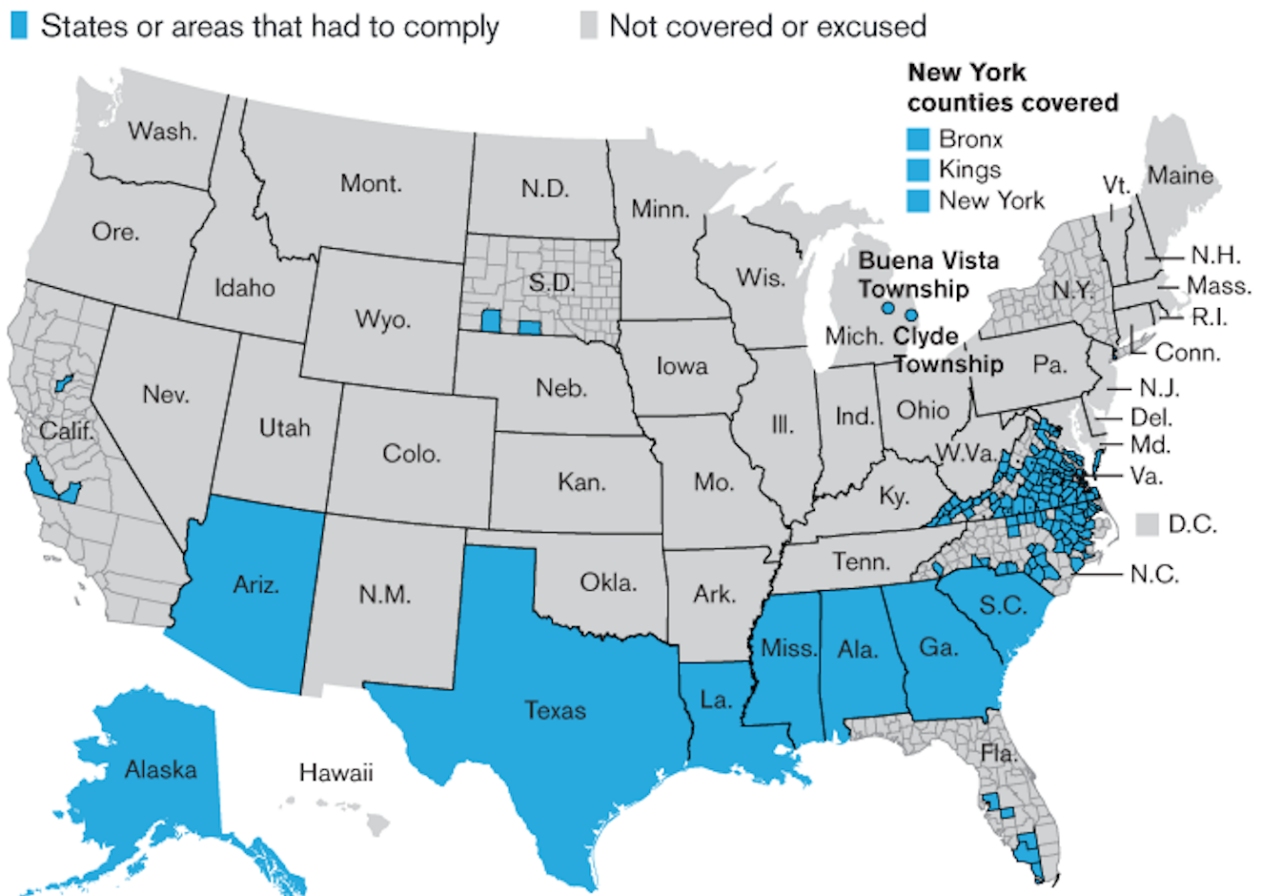 States or areas that had to comply
Not covered or excused
New York
counties covered
Bronx
Kings
New York
Wash.
Mont.
N.D.
Minn.
Vt.
Maine
Ore.
Idaho
Wyo.
S.D.
Wis.
Buena Vista
Township
Mich.
Clyde
Township
N.Y.
N.H.
Mass.
R.I.
Conn.
N.J.
Del.
Md.
Va.
D.C.
N.C.
Nev.
Utah
Colo.
Neb.
Iowa
Ill.
Ind.
Ohio
Pa.
Calif.
Kan.
Mo.
Ky.
W.Va.
Ariz.
N.M.
Okla.
Ark.
Tenn.
S.C.
Texas
La.
Miss.
Ala.
Ga.
Fla.
Alaska
Hawaii